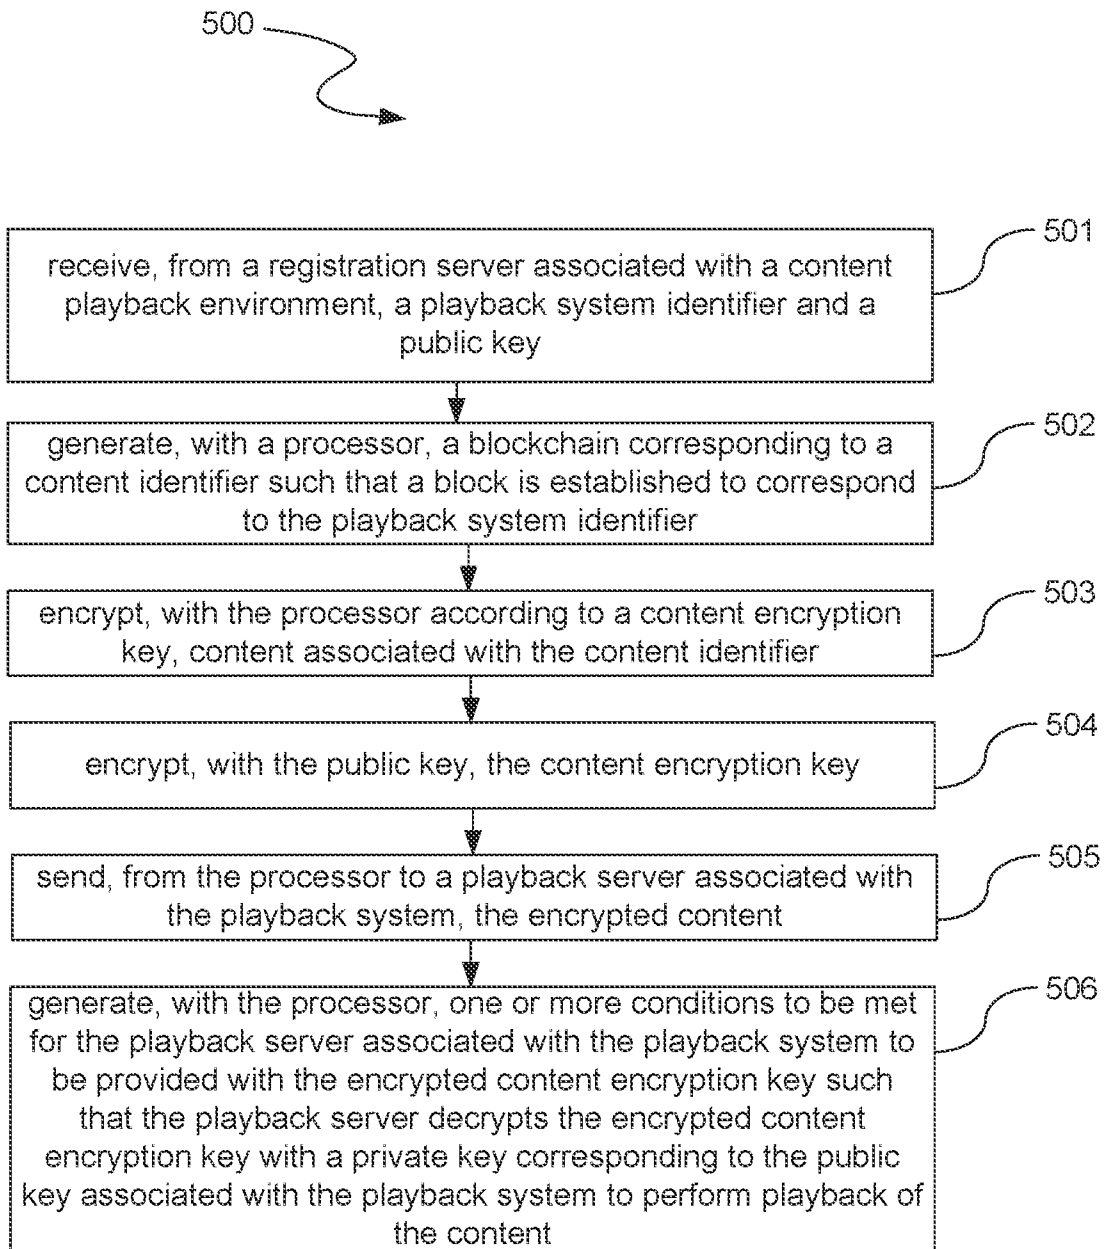 500
501
receive, from a registration server associated with a content
playback environment, a playback system identifier and a
public key
502
generate, with a processor, a blockchain corresponding to a
content identifier such that a block is established to correspond
to the playback system identifier
503
encrypt, with the processor according to a content encryption
key, content associated with the content identifier
504
encrypt, with the public key, the content encryption key
505
send, from the processor to a playback server associated with
the playback system, the encrypted content
506
generate, with the processor, one or more conditions to be met
for the playback server associated with the playback system to
be provided with the encrypted content encryption key such
that the playback server decrypts the encrypted content
encryption key with a private key corresponding to the public
key associated with the playback system to perform playback of
the content